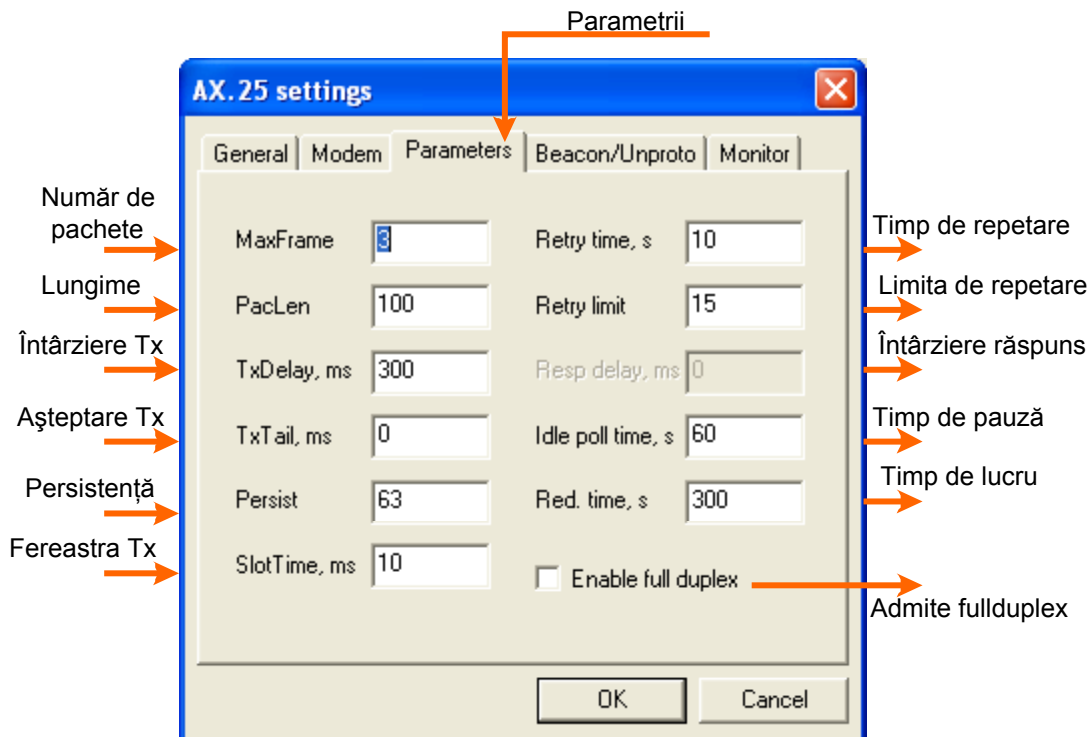 Parametrii
AX.25 settings
General Modem Parameters Beacon/Unproto Monitor
Număr de
pachete
MaxFrame 3
Retry time, s 10
Timp de repetare
Lungime
PacLen 100
Retry limit 15
Limita de repetare
Întârziere Tx
TxDelay, ms 300
Resp delay, ms 0
Întârziere răspuns
Aşteptare Tx
TxTail, ms 0
Idle poll time, s 60
Timp de pauză
Persistență
Persist 63
Red. time, s 300
Timp de lucru
Fereastra Tx
SlotTime, ms 10
Enable full duplex
Admite fullduplex
OK Cancel